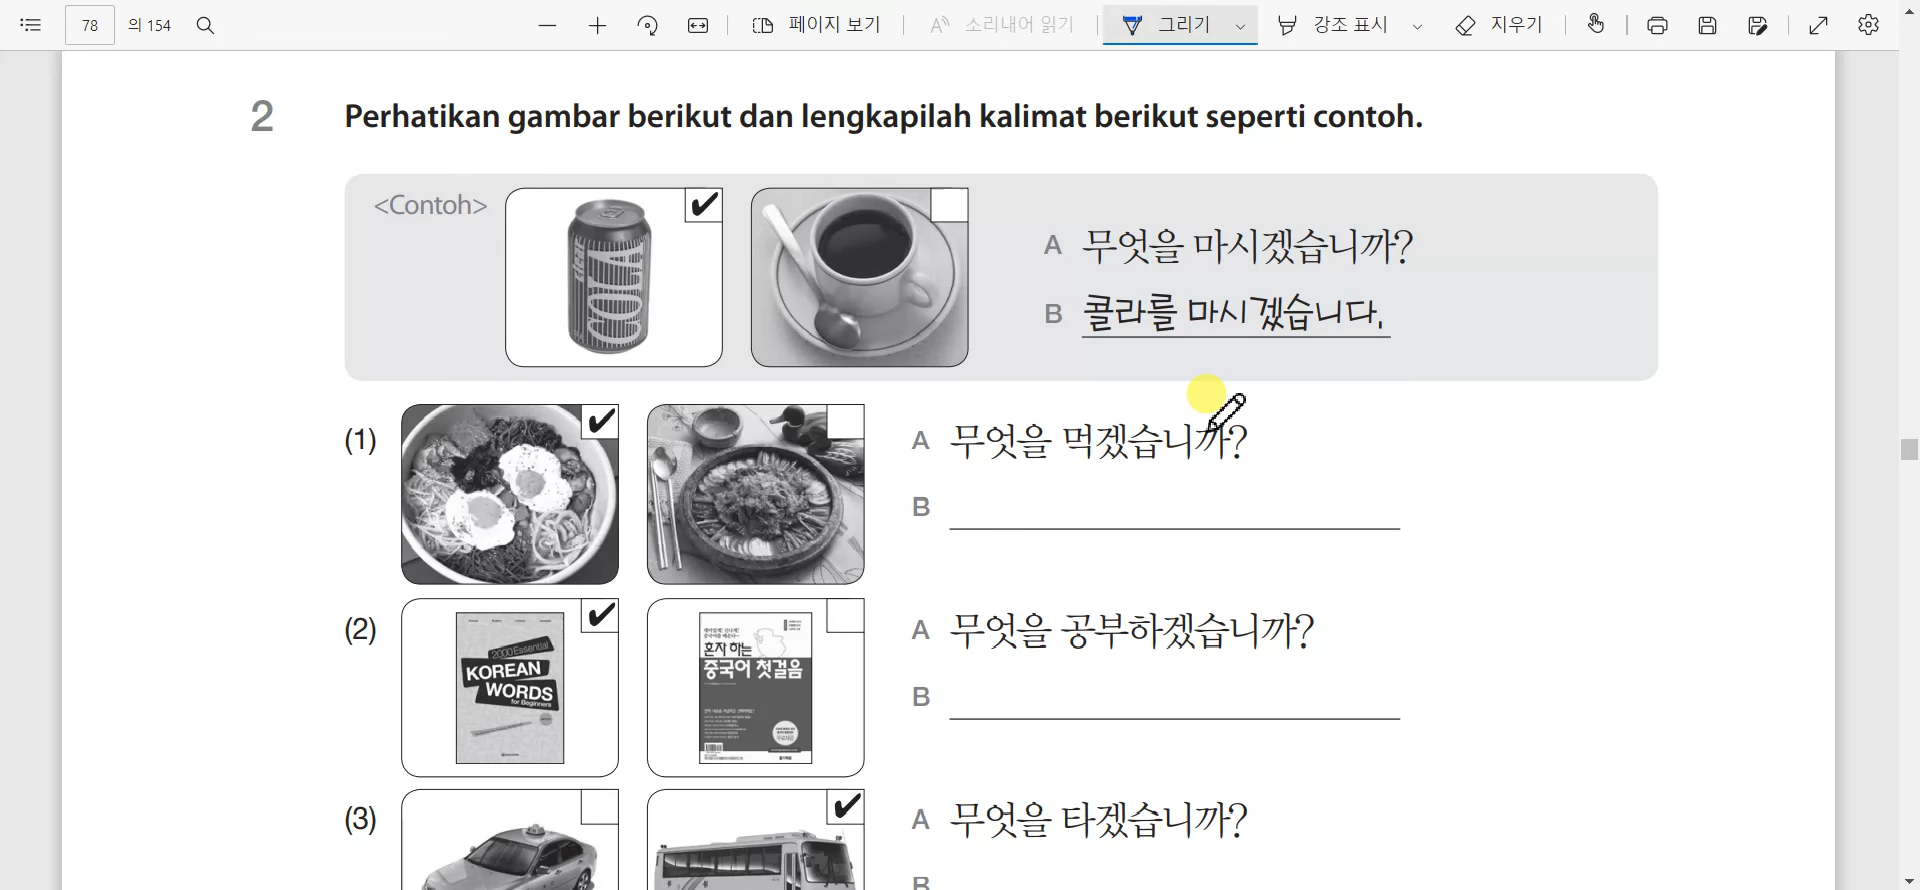 78 의 154 페이지 보기 소리내어 읽기 그리기 강조 표시 지우기
2 Perhatikan gambar berikut dan lengkapilah kalimat berikut seperti contoh.
<Contoh>
COLA
A 무엇을 마시겠습니까?
B 콜라를 마시겠습니다.
(1)
A 무엇을 먹겠습니까?
B
(2)
2000 Essential
KOREAN
WORDS
for Beginners
혼자 하는
중국어 첫걸음
A 무엇을 공부하겠습니까?
B
(3)
A 무엇을 타겠습니까?
B